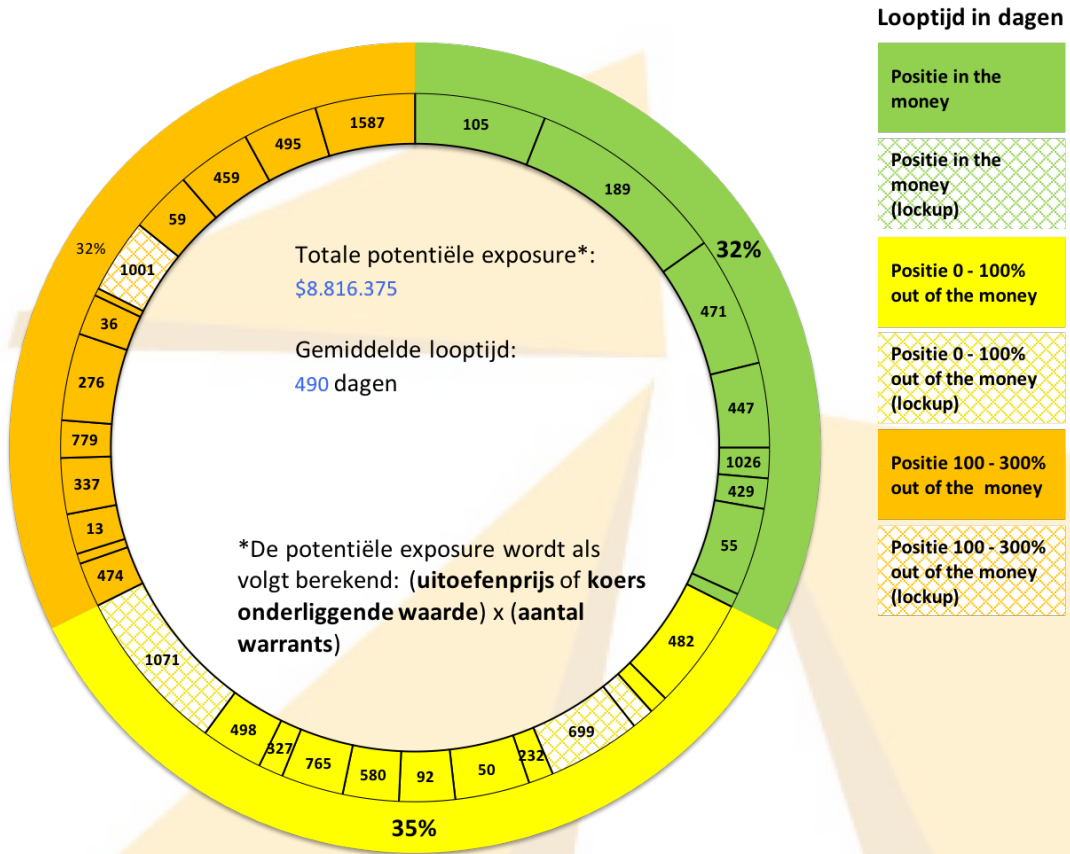 Looptijd in dagen
Positie in the
money
Positie in the
money
(lockup)
Positie 0 - 100%
out of the money
Positie 0 - 100%
out of the money
(lockup)
Positie 100 - 300%
out of the money
Positie 100 - 300%
out of the money
(lockup)
105
189
32%
471
447
1026
429
55
482
699
232
50
92
580
765
327
498
35%
1071
474
13
337
779
276
36
1001
32%
59
459
495
1587
Totale potentiële exposure*:
$8.816.375
Gemiddelde looptijd:
490 dagen
*De potentiële exposure wordt als
volgt berekend: (uitoefenprijs of koers
onderliggende waarde) x (aantal
warrants)